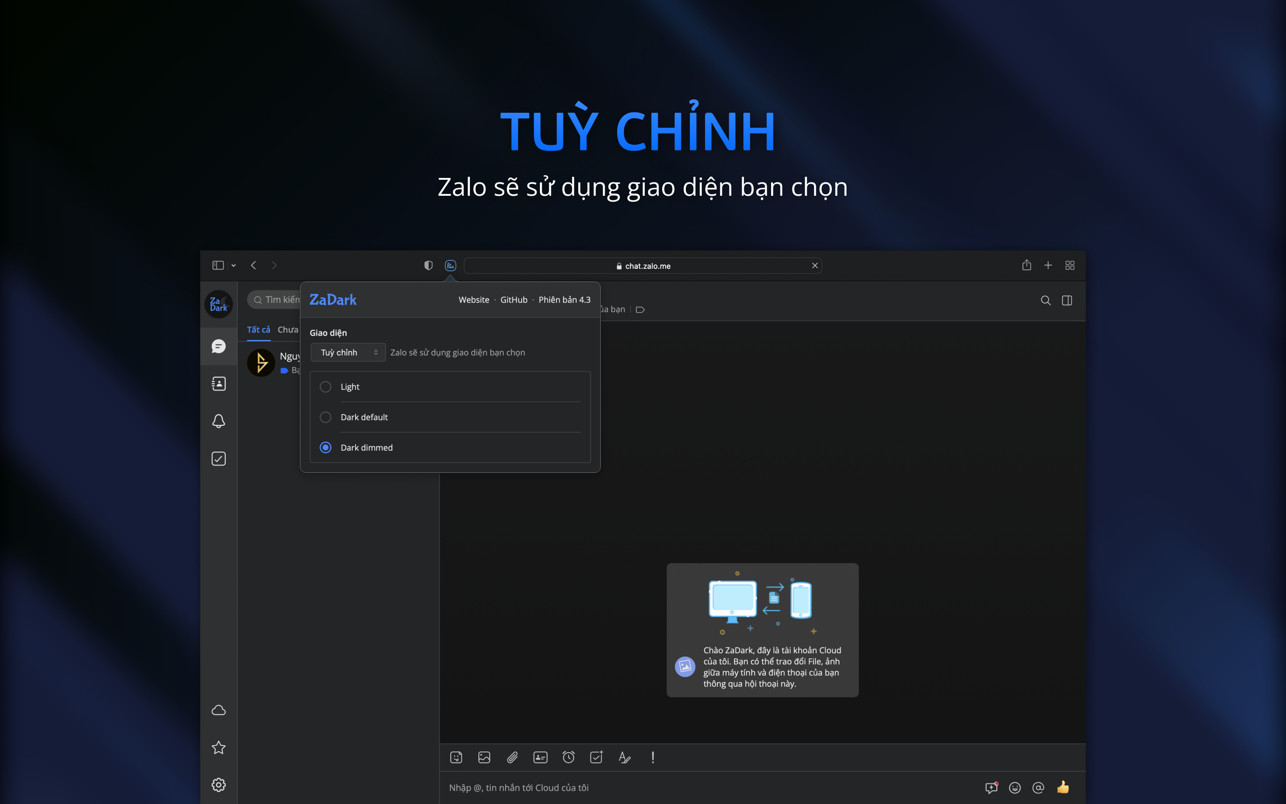 TUỲ CHỈNH
Zalo sẽ sử dụng giao diện bạn chọn
chat.zalo.me
Za
Dark
Tìm kiến
ZaDark
Website · GitHub · Phiên bản 4.3
ủa bạn
Tất cả Chưa
Giao diện
Tuỳ chỉnh Zalo sẽ sử dụng giao diện bạn chọn
Nguy
Bạ
Light
Dark default
Dark dimmed
Chào ZaDark, đây là tài khoản Cloud
của tôi. Bạn có thể trao đổi File, ảnh
giữa máy tính và điện thoại của bạn
thông qua hội thoại này.
Nhập @, tin nhắn tới Cloud của tôi